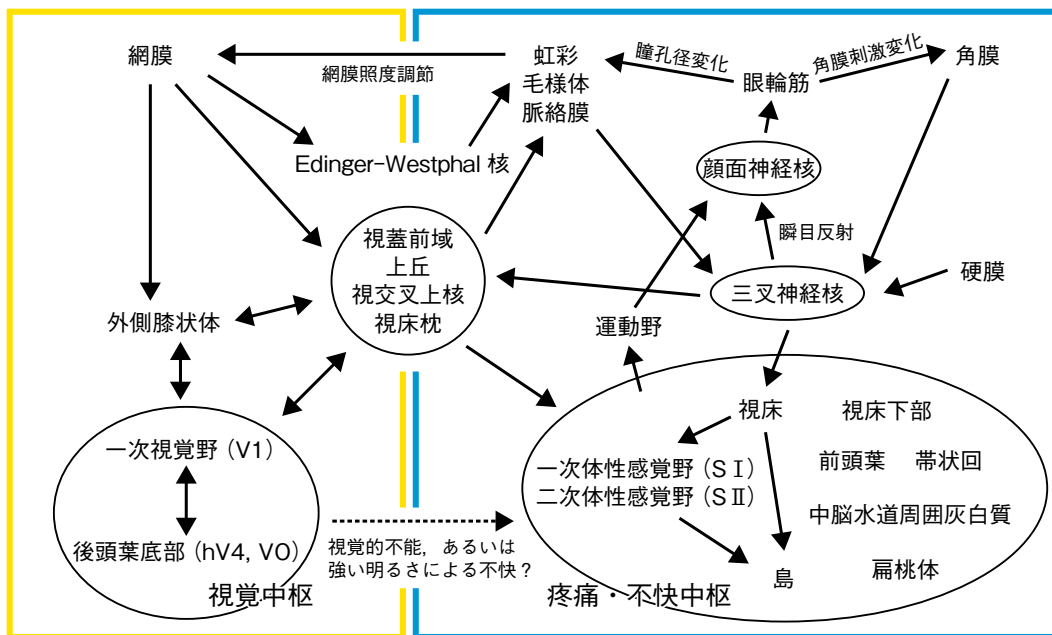 網膜
網膜照度調節
虹彩
毛様体
脈絡膜
瞳孔径変化
眼輪筋
角膜刺激変化
角膜
Edinger-Westphal 核
顔面神経核
瞬目反射
視蓋前域
上丘
視交叉上核
視床枕
三叉神経核
硬膜
外側膝状体
運動野
視床
視床下部
一次視覚野(V1)
一次体性感覚野(SⅠ)
二次体性感覚野(SⅡ)
前頭葉
帯状回
中脳水道周囲灰白質
後頭葉底部(hV4, VO)
視覚的不能,あるいは
強い明るさによる不快?
島
扁桃体
視覚中枢
疼痛・不快中枢